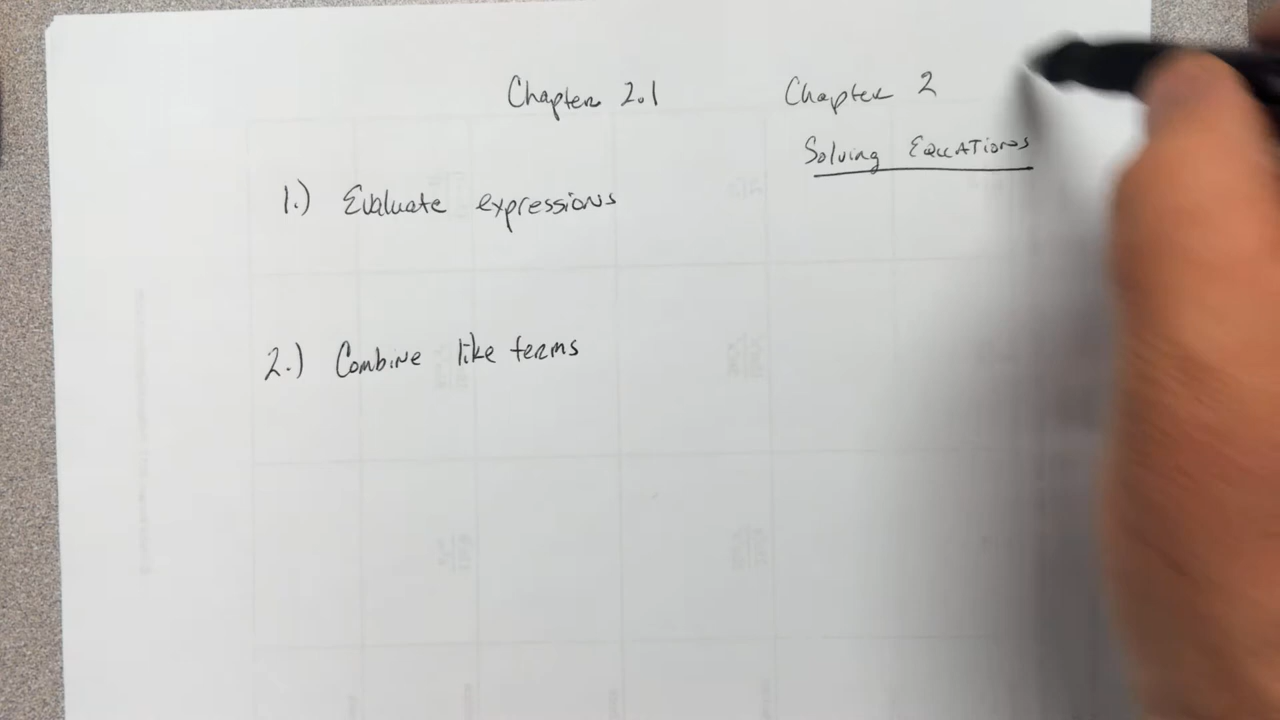 Chapter 2.1
Chapter 2
Solving Equations
1.) Evaluate expressions
2.) Combine like terms